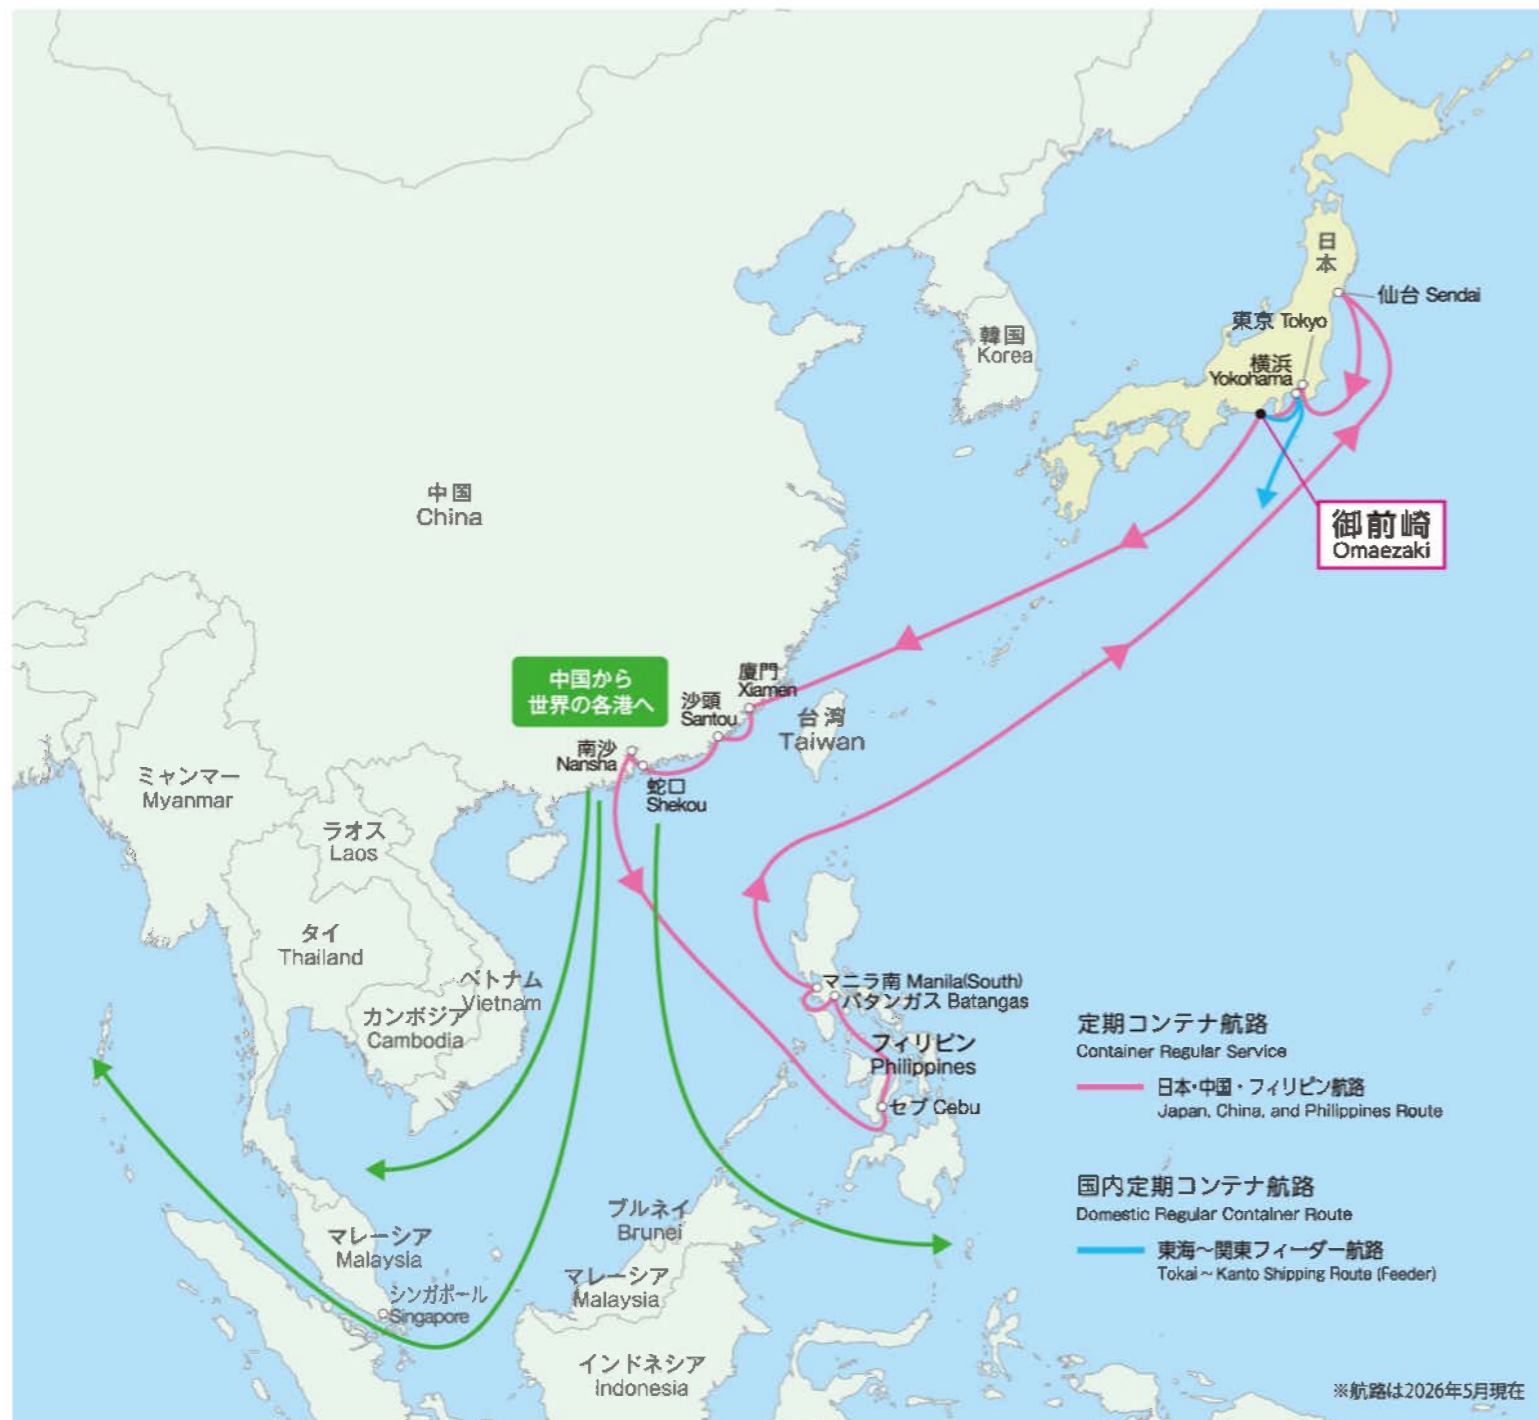 日
本
仙台 Sendai
東京 Tokyo
横浜
Yokohama
韓国
Korea
御前崎
Omaezaki
中国
China
中国から
世界の各港へ
廈門
Xiamen
沙頭
Santou
台湾
Taiwan
南沙
Nansha
蛇口
Shekou
ミャンマー
Myanmar
ラオス
Laos
タイ
Thailand
ベトナム
Vietnam
カンボジア
Cambodia
マニラ南 Manila(South)
バタンガス Batangas
フィリピン
Philippines
セブ Cebu
ブルネイ
Brunei
マレーシア
Malaysia
マレーシア
Malaysia
シンガポール
Singapore
インドネシア
Indonesia
定期コンテナ航路
Container Regular Service
日本・中国・フィリピン航路
Japan, China, and Philippines Route
国内定期コンテナ航路
Domestic Regular Container Route
東海～関東フィーダー航路
Tokai ~ Kanto Shipping Route (Feeder)
※航路は2026年5月現在